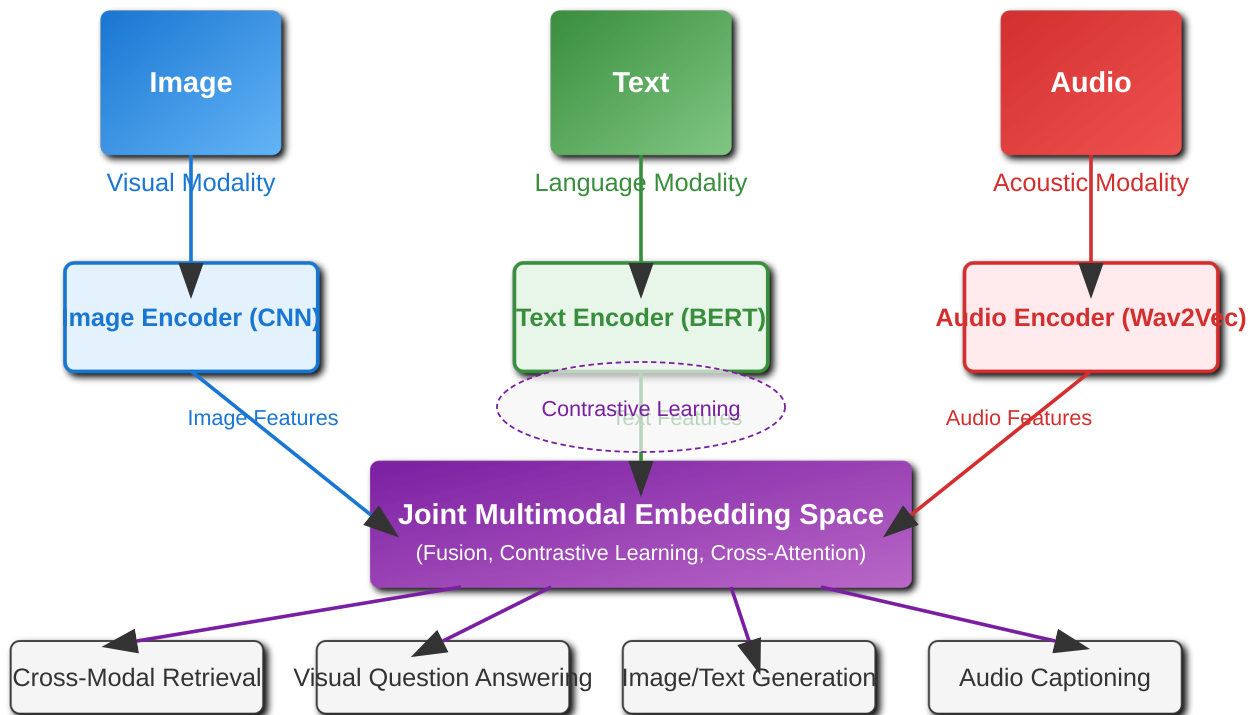 Image
Text
Audio
Visual Modality
Language Modality
Acoustic Modality
Image Encoder (CNN)
Text Encoder (BERT)
Audio Encoder (Wav2Vec)
Contrastive Learning
Image Features
Text Features
Audio Features
Joint Multimodal Embedding Space
(Fusion, Contrastive Learning, Cross-Attention)
Cross-Modal Retrieval
Visual Question Answering
Image/Text Generation
Audio Captioning